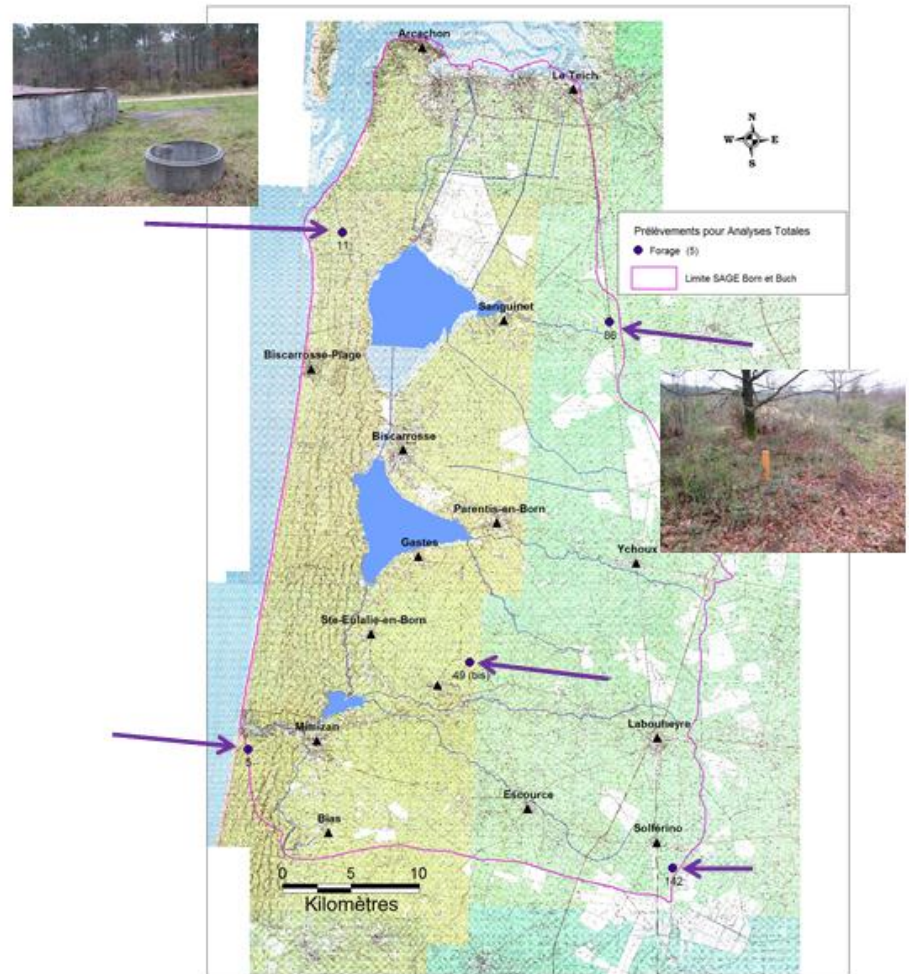 Arcachon
Le Teich
N
W E
S
Prélèvements pour Analyses Totales
Forage (5)
Limite SAGE Born et Buch
11
Sanguinet
86
Biscarrosse-Plage
Biscarrosse
Parentis-en-Born
Gastes
Ychoux
Ste-Eulalie-en-Born
49 (bis)
Mimizan
Labouheyre
5
Escource
Bias
Solférino
0 5 10
Kilomètres
142